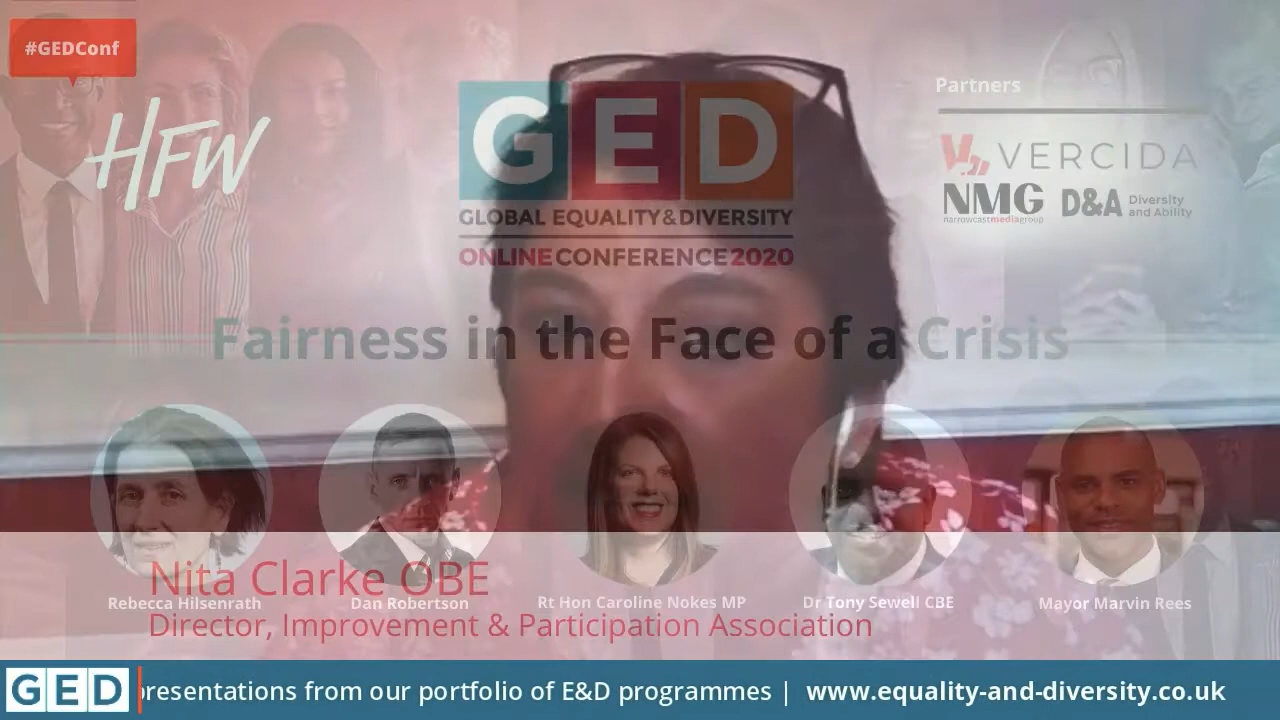 #GEDConf
HFW
GED
GLOBAL EQUALITY&DIVERSITY
ONLINE CONFERENCE 2020
Partners
VERCIDA
NMG
narrowcastmediagroup
D&A Diversity
and Ability
Fairness in the Face of a Crisis
Nita Clarke OBE
Rebecca Hilsenrath
Dan Robertson
Rt Hon Caroline Nokes MP
Dr Tony Sewell CBE
Mayor Marvin Rees
Director, Improvement & Participation Association
GED
presentations from our portfolio of E&D programmes | www.equality-and-diversity.co.uk